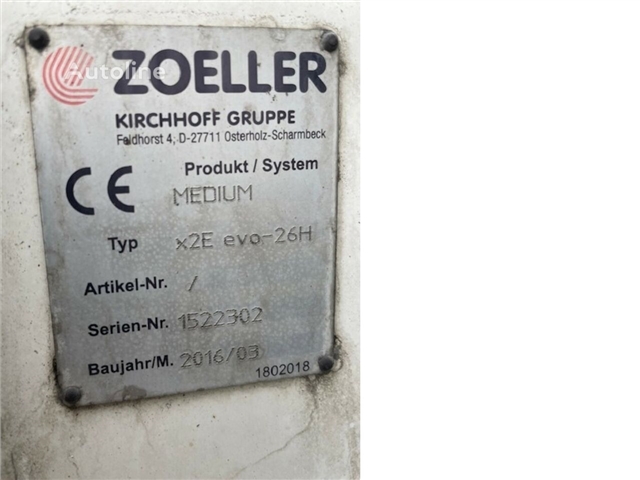 ZOELLER
Autoline
KIRCHHOFF GRUPPE
Feldhorst 4; D-27711 Osterholz-Scharmbeck
CE Produkt / System
MEDIUM
Typ x2E evo-26H
Artikel-Nr. /
Serien-Nr. 1522302
Baujahr/M. 2016/03
1802018